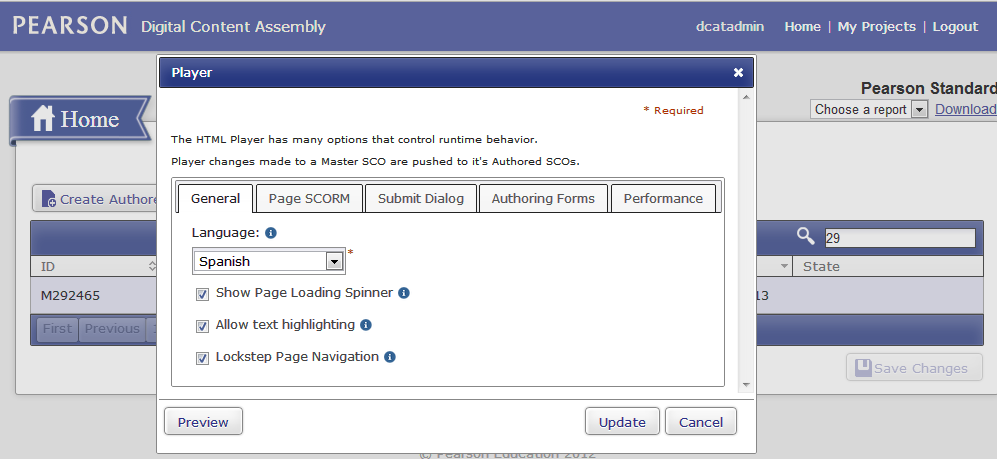 PEARSON Digital Content Assembly dcatadmin Home | My Projects | Logout
Player
Pearson Standard
Choose a report Download
Home
* Required
The HTML Player has many options that control runtime behavior.
Player changes made to a Master SCO are pushed to it's Authored SCOs.
Create Authore
General Page SCORM Submit Dialog Authoring Forms Performance
Language:
29
Spanish *
ID State
Show Page Loading Spinner
M292465 13
Allow text highlighting
First Previous
Lockstep Page Navigation
Save Changes
Preview Update Cancel
© Pearson Education 2012